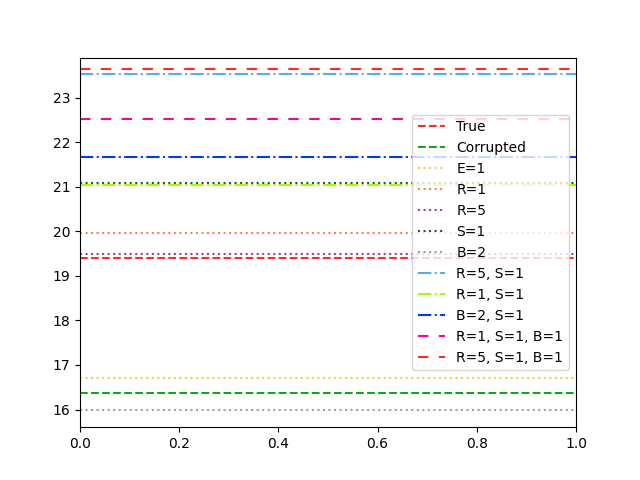 23
22
21
20
19
18
17
16
0.0
0.2
0.4
0.6
0.8
1.0
True
Corrupted
E=1
R=1
R=5
S=1
B=2
R=5, S=1
R=1, S=1
B=2, S=1
R=1, S=1, B=1
R=5, S=1, B=1